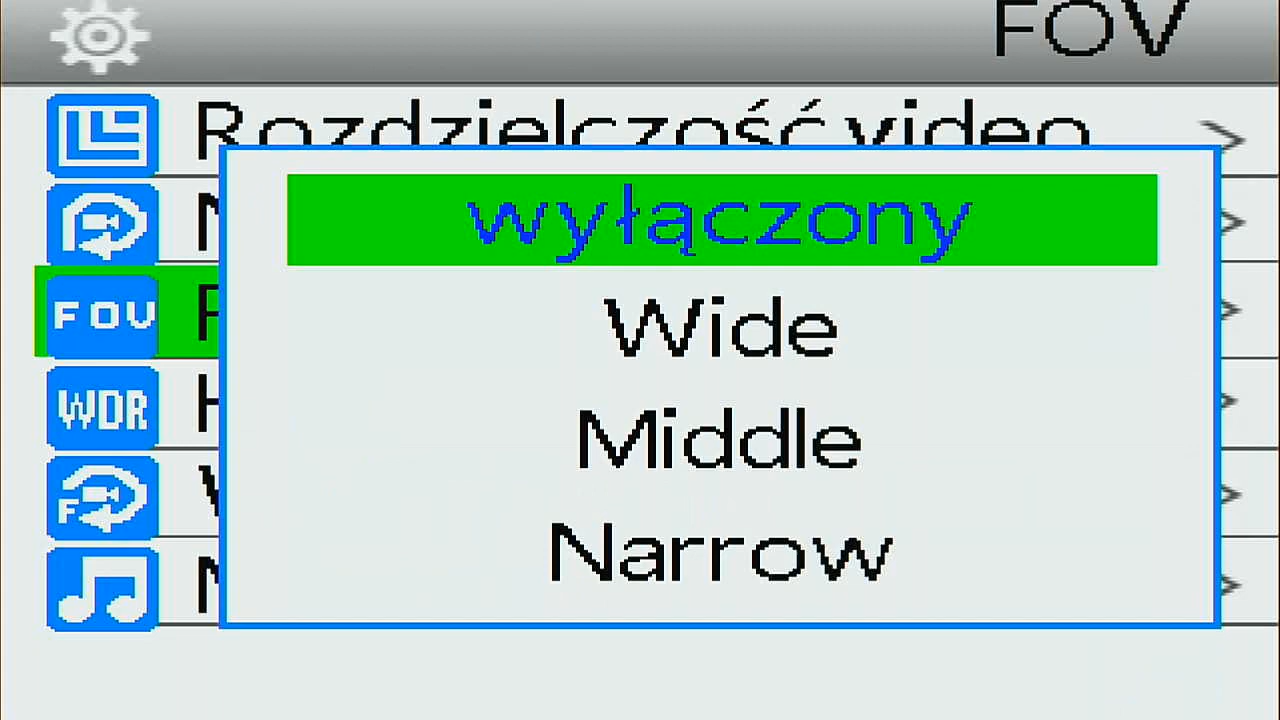 FOV
Rozdzielczość video
wyłączony
FOV
Wide
WDR
Middle
Narrow